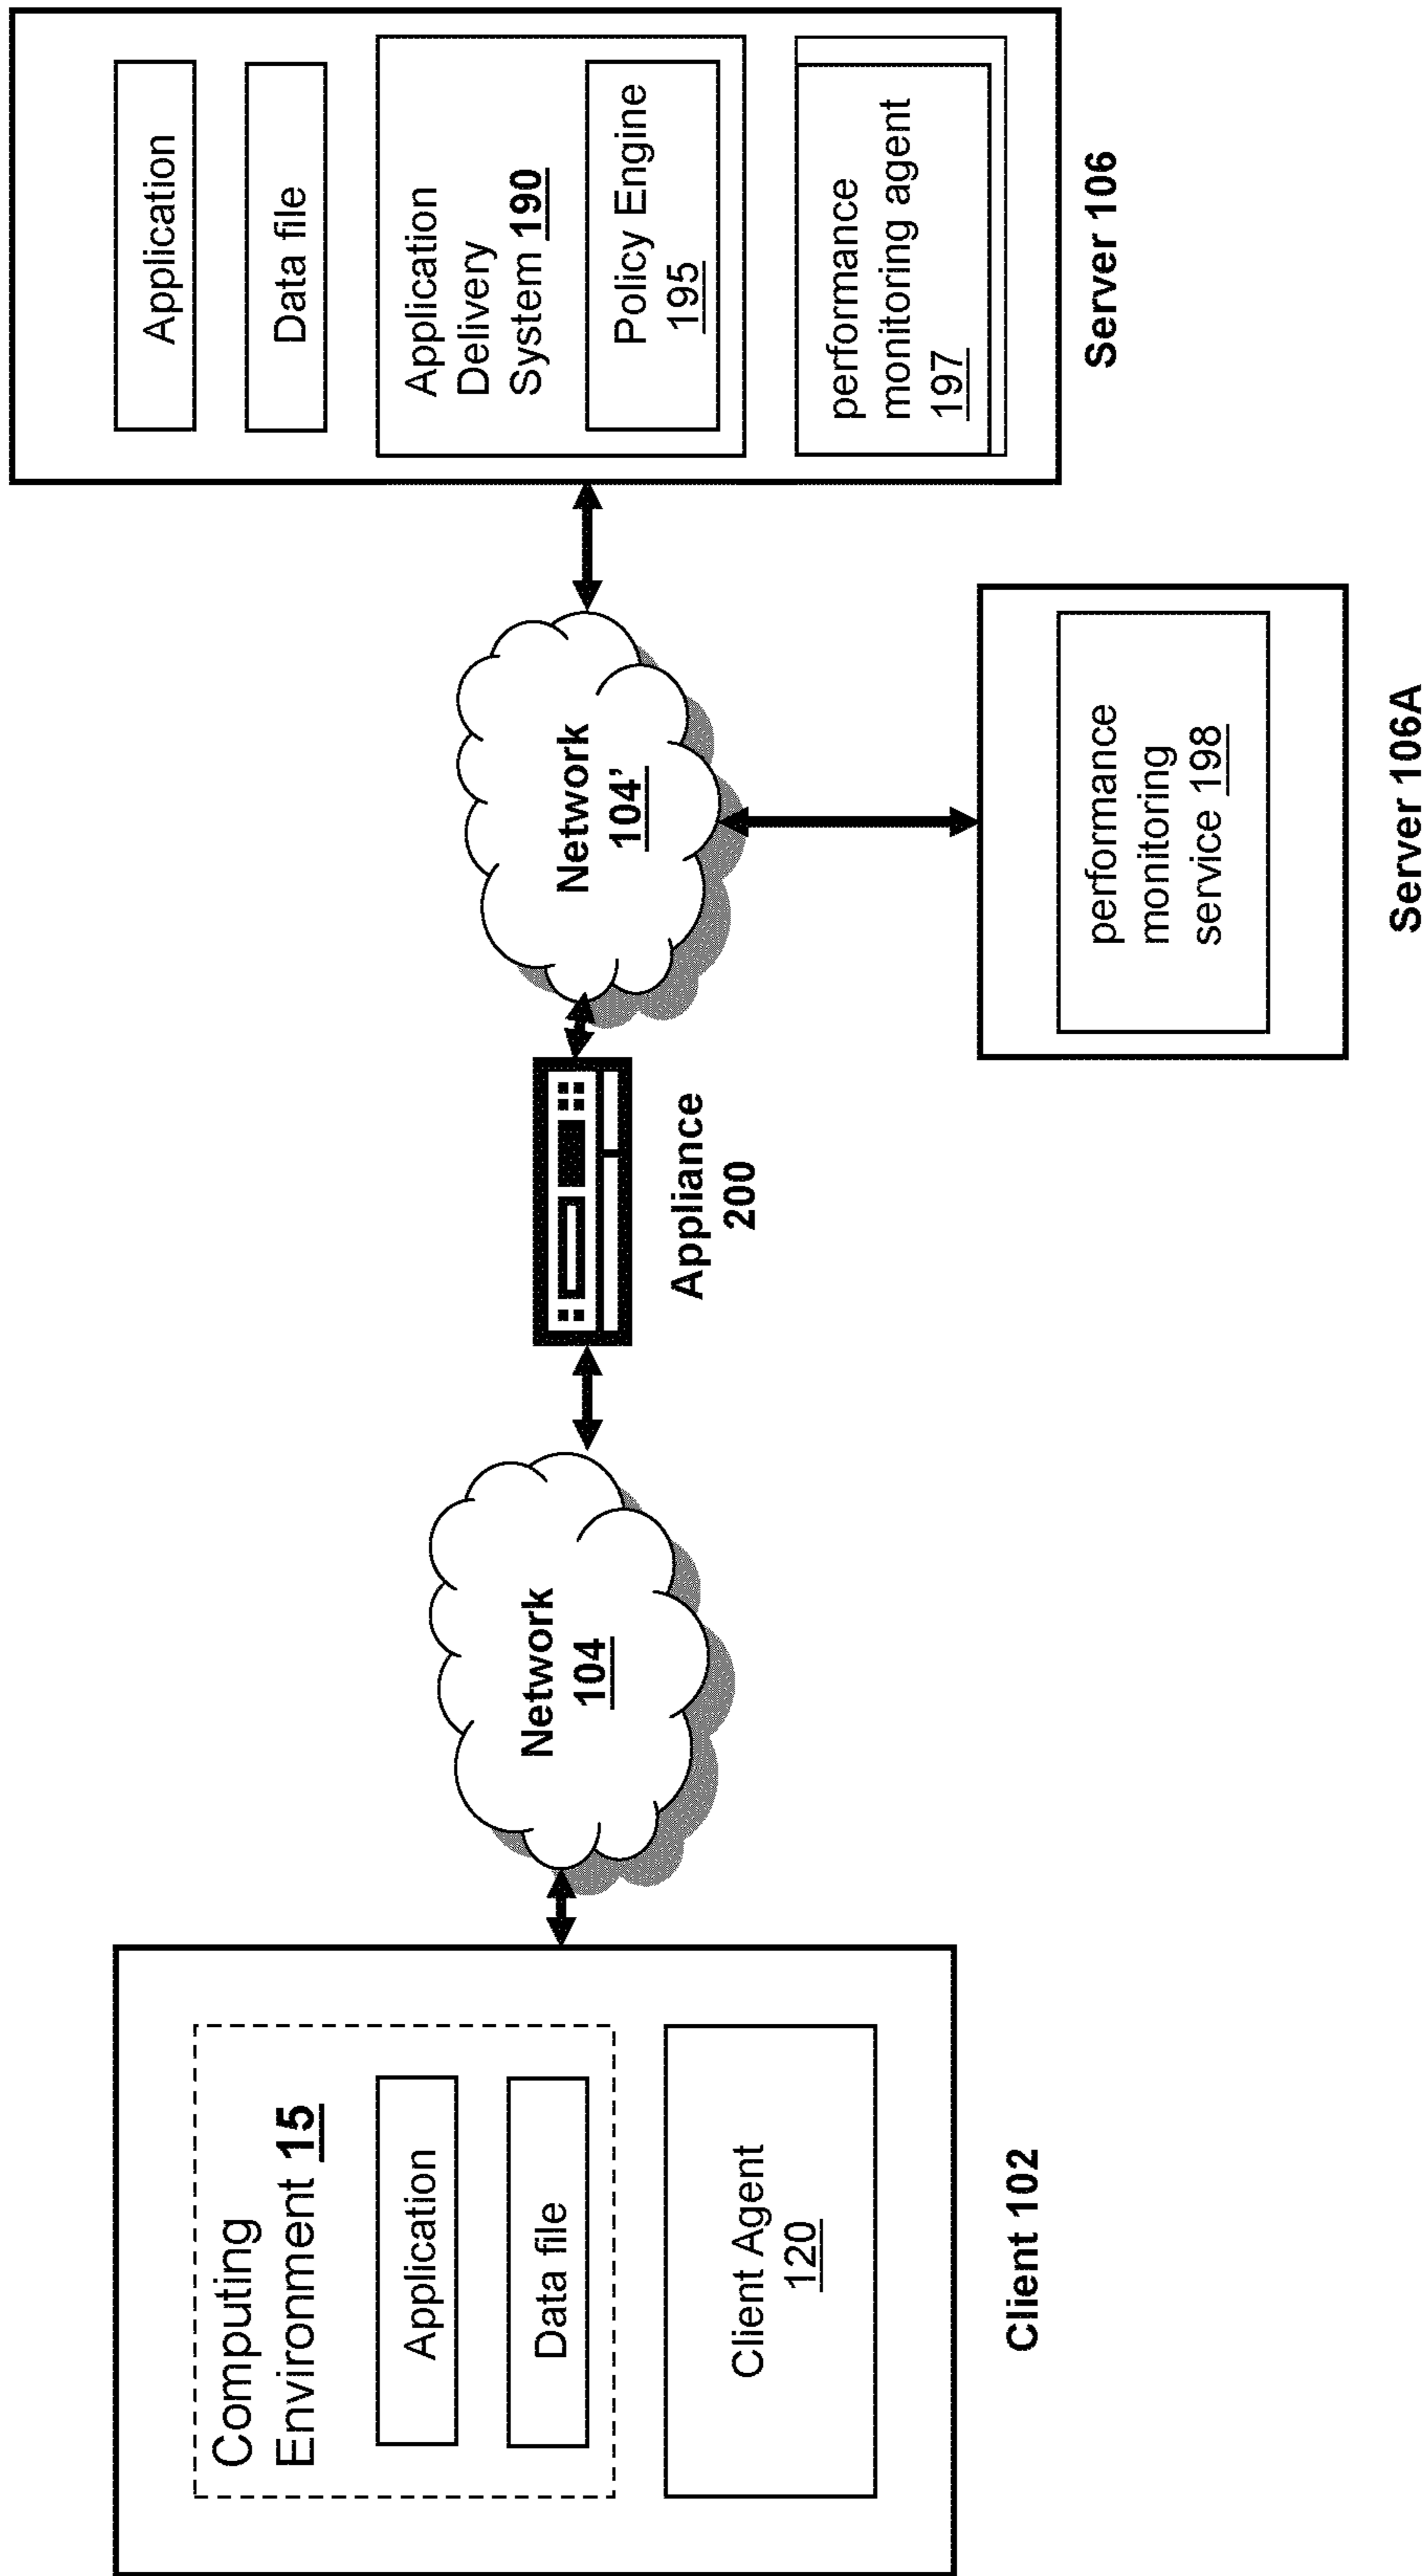 Computing
Environment 15
Application
Data file
Client Agent
120
Client 102
Network
104
Appliance
200
Network
104’
Application
Data file
Application
Delivery
System 190
Policy Engine
195
performance
monitoring agent
197
Server 106
performance
monitoring
service 198
Server 106A